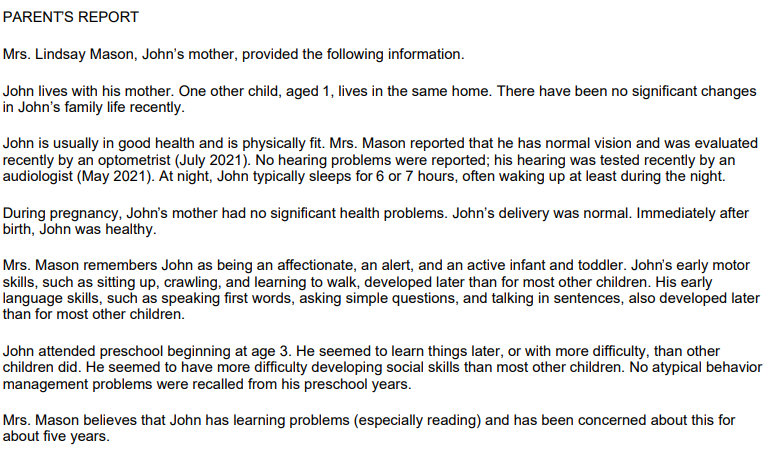 PARENT'S REPORT
Mrs. Lindsay Mason, John's mother, provided the following information.
John lives with his mother. One other child, aged 1, lives in the same home. There have been no significant changes
in John's family life recently.
John is usually in good health and is physically fit. Mrs. Mason reported that he has normal vision and was evaluated
recently by an optometrist (July 2021). No hearing problems were reported; his hearing was tested recently by an
audiologist (May 2021). At night, John typically sleeps for 6 or 7 hours, often waking up at least during the night.
During pregnancy, John's mother had no significant health problems. John's delivery was normal. Immediately after
birth, John was healthy.
Mrs. Mason remembers John as being an affectionate, an alert, and an active infant and toddler. John's early motor
skills, such as sitting up, crawling, and learning to walk, developed later than for most other children. His early
language skills, such as speaking first words, asking simple questions, and talking in sentences, also developed later
than for most other children.
John attended preschool beginning at age 3. He seemed to learn things later, or with more difficulty, than other
children did. He seemed to have more difficulty developing social skills than most other children. No atypical behavior
management problems were recalled from his preschool years.
Mrs. Mason believes that John has learning problems (especially reading) and has been concerned about this for
about five years.